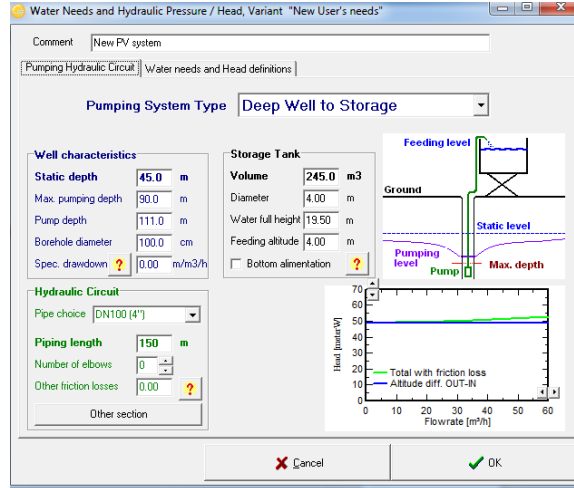 Water Needs and Hydraulic Pressure / Head, Variant "New User's needs"
Comment New PV system
Pumping Hydraulic Circuit Water needs and Head definitions
Pumping System Type Deep Well to Storage
Well characteristics
Static depth 45.0 m
Max. pumping depth 90.0 m
Pump depth 111.0 m
Borehole diameter 100.0 cm
Spec. drawdown ? 0.00 m/m3/h
Storage Tank
Volume 245.0 m3
Diameter 4.00 m
Water full height 19.50 m
Feeding altitude 4.00 m
Bottom alimentation ?
Feeding level
Ground
Static level
Pumping
level
Pump
Max. depth
Hydraulic Circuit
Pipe choice DN100 (4")
Piping length 150 m
Number of elbows 0
Other friction losses 0.00 ?
Other section
Head [meterW]
70
60
50
40
30
20
10
0
Total with friction loss
Altitude diff. OUT-IN
0 10 20 30 40 50 60
Flowrate [m³/h]
Cancel
OK